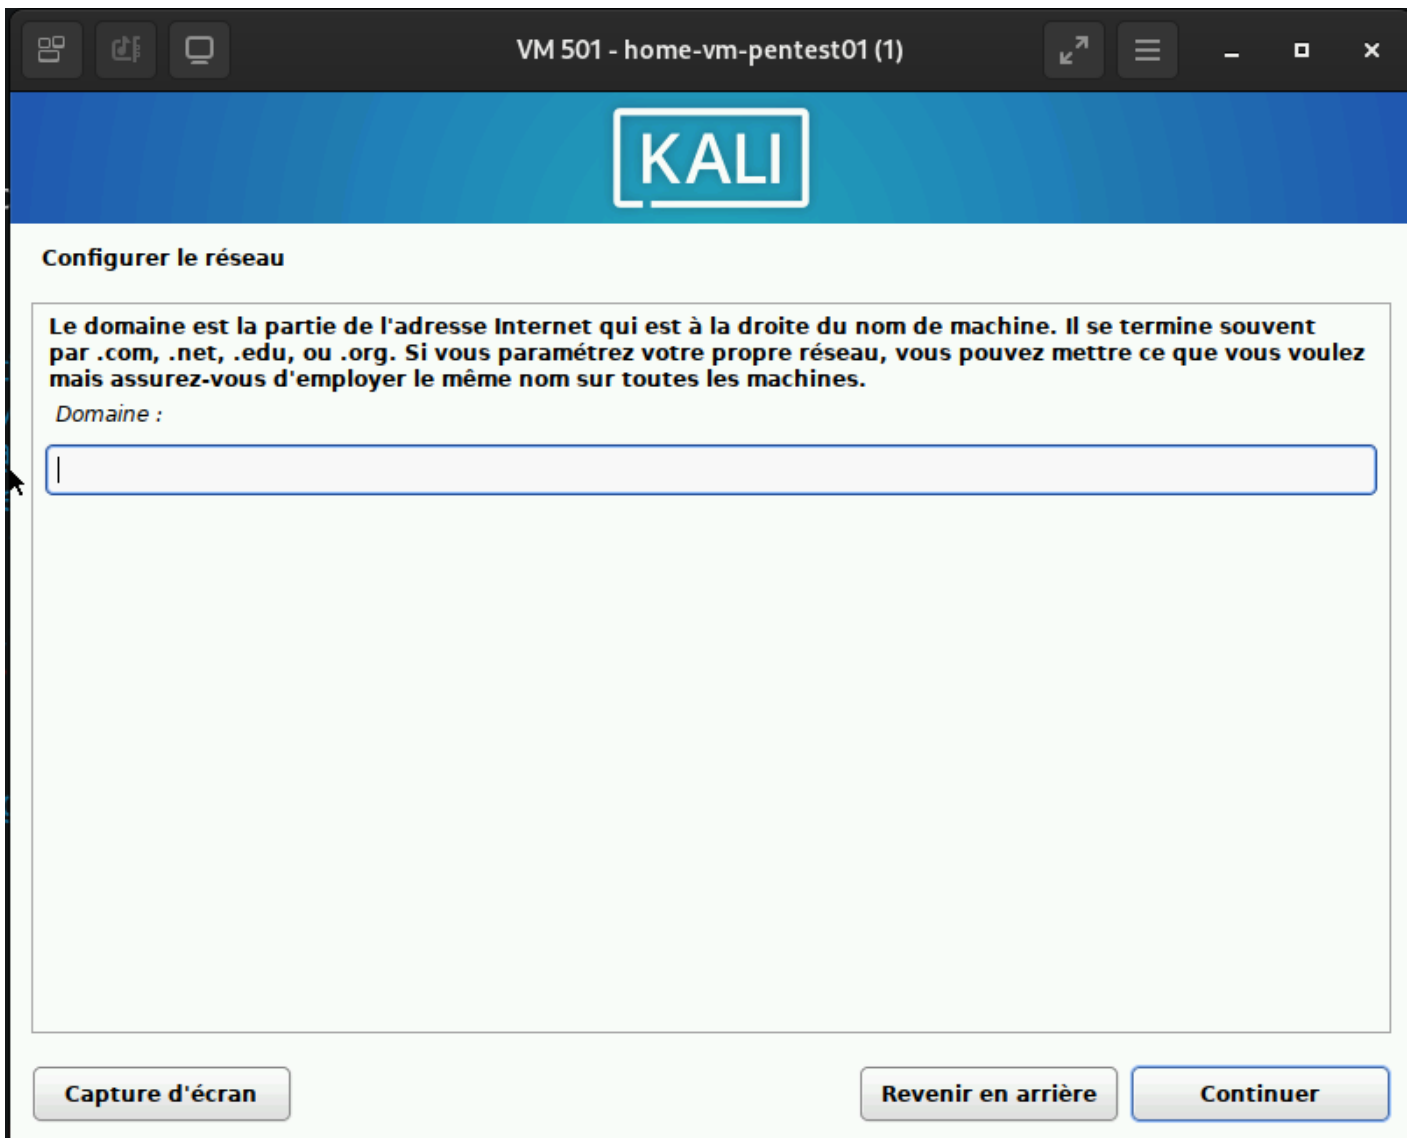 VM 501 - home-vm-pentest01 (1)
KALI
Configurer le réseau
Le domaine est la partie de l'adresse Internet qui est à la droite du nom de machine. Il se termine souvent
par .com, .net, .edu, ou .org. Si vous paramétrez votre propre réseau, vous pouvez mettre ce que vous voulez
mais assurez-vous d'employer le même nom sur toutes les machines.
Domaine :
Capture d'écran
Revenir en arrière
Continuer